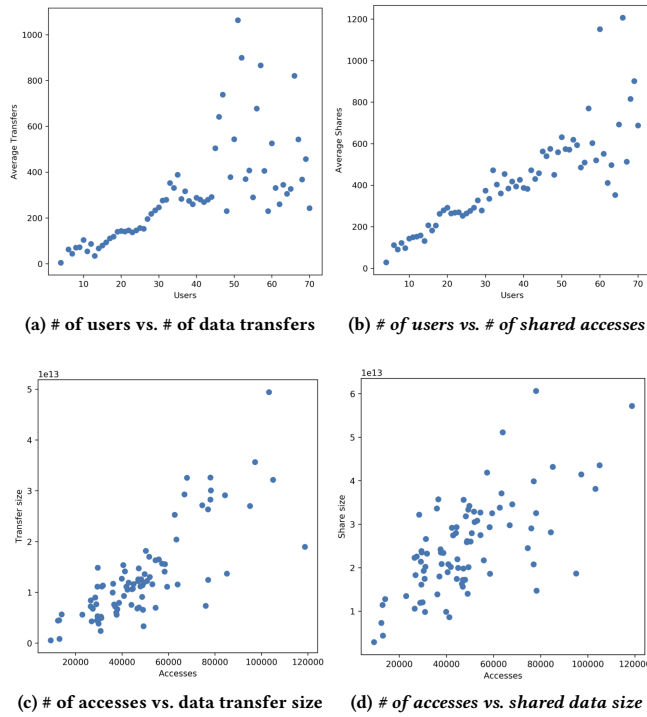 1000
800
600
400
200
0
Average Transfers
10 20 30 40 50 60 70
Users
(a) # of users vs. # of data transfers
1200
1000
800
600
400
200
0
Average Shares
10 20 30 40 50 60 70
Users
(b) # of users vs. # of shared accesses
1e13
5
4
3
2
1
0
Transfer size
20000 40000 60000 80000 100000 120000
Accesses
(c) # of accesses vs. data transfer size
1e13
6
5
4
3
2
1
Share size
20000 40000 60000 80000 100000 120000
Accesses
(d) # of accesses vs. shared data size